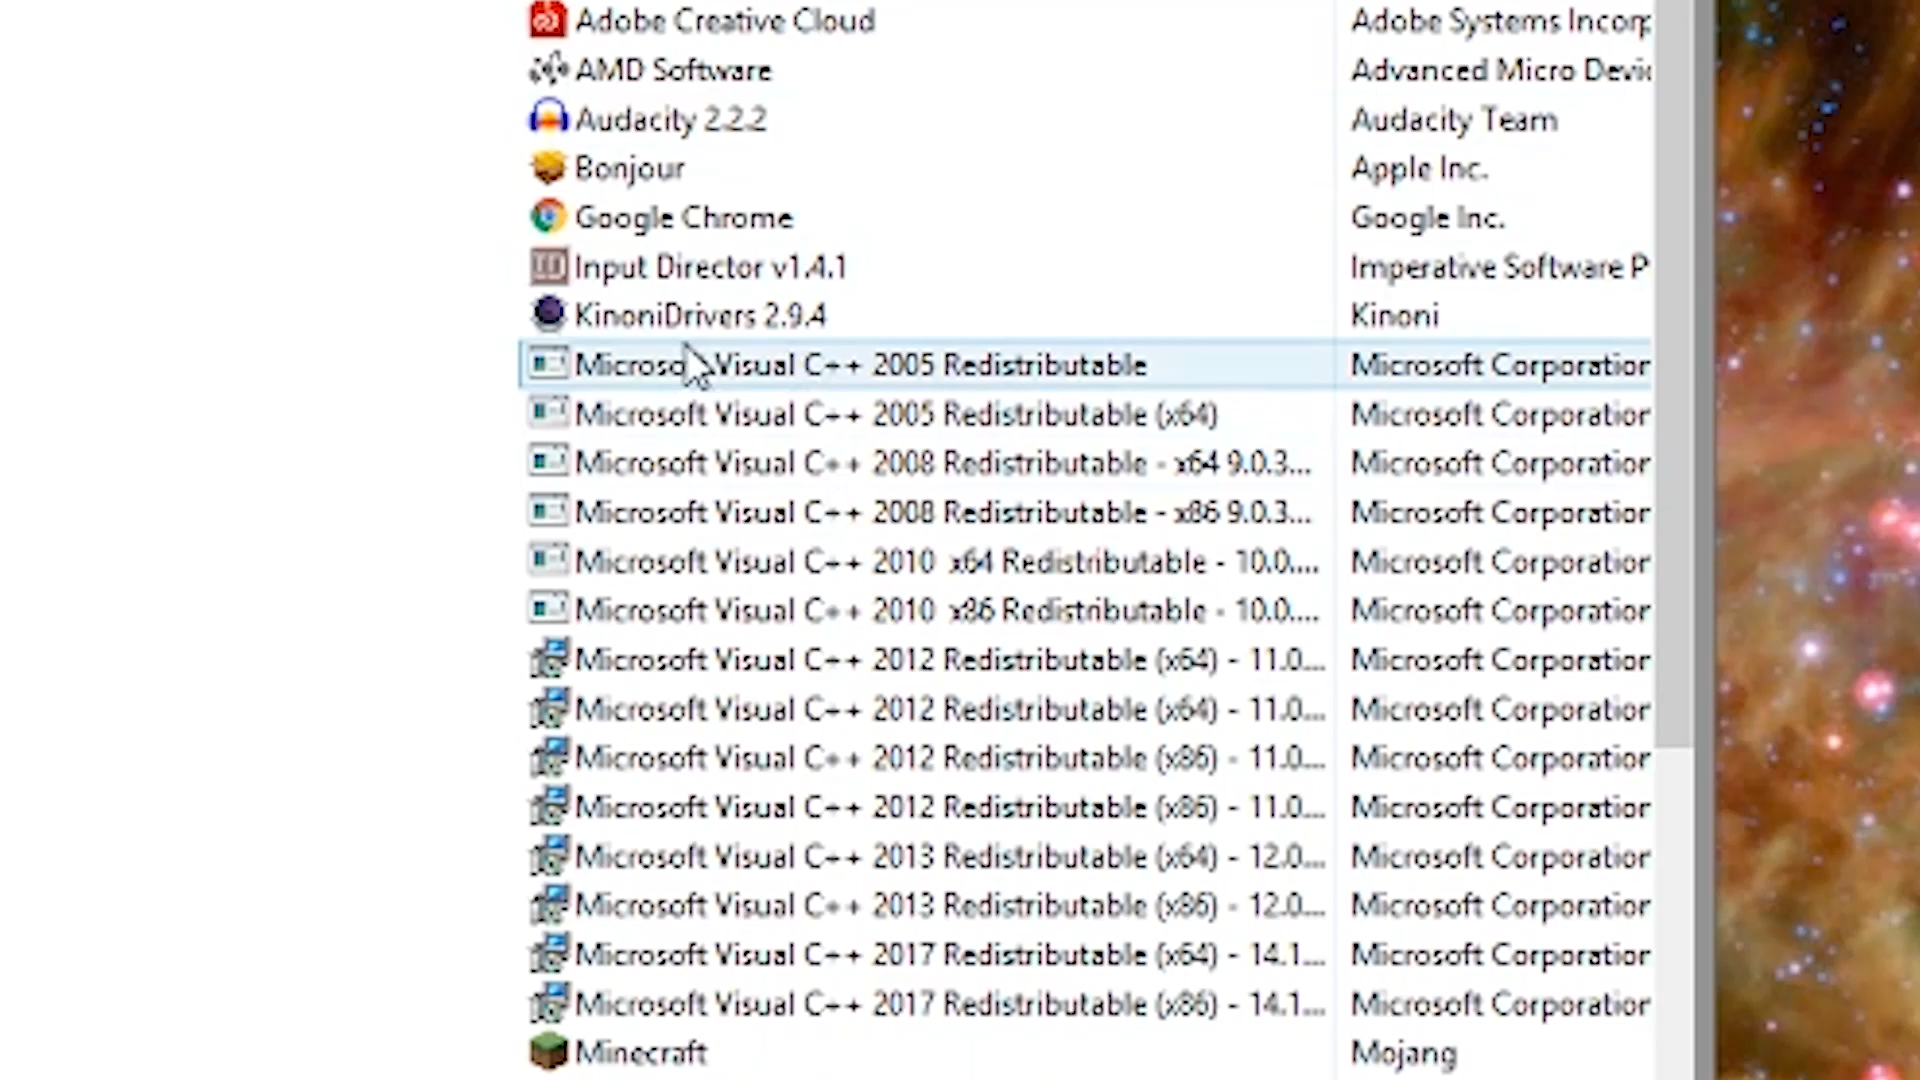 Adobe Creative Cloud Adobe Systems Incorp
AMD Software Advanced Micro Devic
Audacity 2.2.2 Audacity Team
Bonjour Apple Inc.
Google Chrome Google Inc.
Input Director v1.4.1 Imperative Software P
KinoniDrivers 2.9.4 Kinoni
Microsoft Visual C++ 2005 Redistributable Microsoft Corporation
Microsoft Visual C++ 2005 Redistributable (x64) Microsoft Corporation
Microsoft Visual C++ 2008 Redistributable - x64 9.0.3... Microsoft Corporation
Microsoft Visual C++ 2008 Redistributable - x86 9.0.3... Microsoft Corporation
Microsoft Visual C++ 2010 x64 Redistributable - 10.0.... Microsoft Corporation
Microsoft Visual C++ 2010 x86 Redistributable - 10.0.... Microsoft Corporation
Microsoft Visual C++ 2012 Redistributable (x64) - 11.0... Microsoft Corporation
Microsoft Visual C++ 2012 Redistributable (x64) - 11.0... Microsoft Corporation
Microsoft Visual C++ 2012 Redistributable (x86) - 11.0... Microsoft Corporation
Microsoft Visual C++ 2012 Redistributable (x86) - 11.0... Microsoft Corporation
Microsoft Visual C++ 2013 Redistributable (x64) - 12.0... Microsoft Corporation
Microsoft Visual C++ 2013 Redistributable (x86) - 12.0... Microsoft Corporation
Microsoft Visual C++ 2017 Redistributable (x64) - 14.1... Microsoft Corporation
Microsoft Visual C++ 2017 Redistributable (x86) - 14.1... Microsoft Corporation
Minecraft Mojang